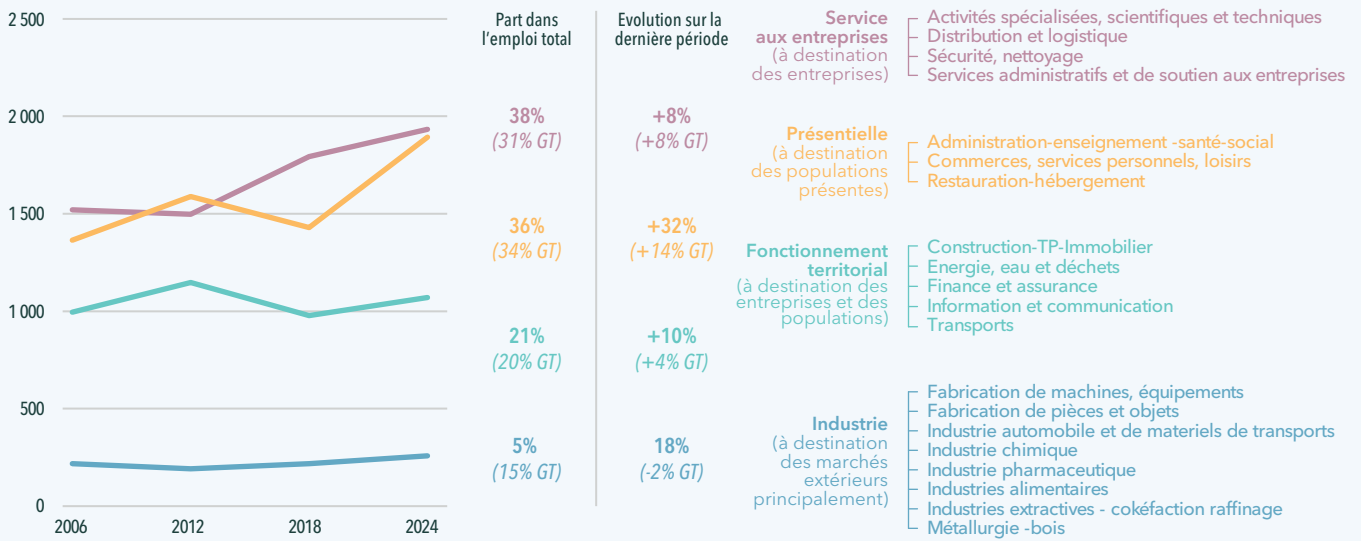 2 500
2 000
1 500
1 000
500
0
2006
2012
2018
2024
Part dans
l'emploi total
38%
(31% GT)
36%
(34% GT)
21%
(20% GT)
5%
(15% GT)
Evolution sur la
dernière période
+8%
(+8% GT)
+32%
(+14% GT)
+10%
(+4% GT)
18%
(-2% GT)
Service
aux entreprises
(à destination
des entreprises)
Activités spécialisées, scientifiques et techniques
Distribution et logistique
Sécurité, nettoyage
Services administratifs et de soutien aux entreprises
Présentielle
(à destination
des populations
présentes)
Administration-enseignement -santé-social
Commerces, services personnels, loisirs
Restauration-hébergement
Fonctionnement
territorial
(à destination des
entreprises et des
populations)
Construction-TP-Immobilier
Energie, eau et déchets
Finance et assurance
Information et communication
Transports
Industrie
(à destination
des marchés
extérieurs
principalement)
Fabrication de machines, équipements
Fabrication de pièces et objets
Industrie automobile et de materiels de transports
Industrie chimique
Industrie pharmaceutique
Industries alimentaires
Industries extractives - cokéfaction raffinage
Métallurgie -bois